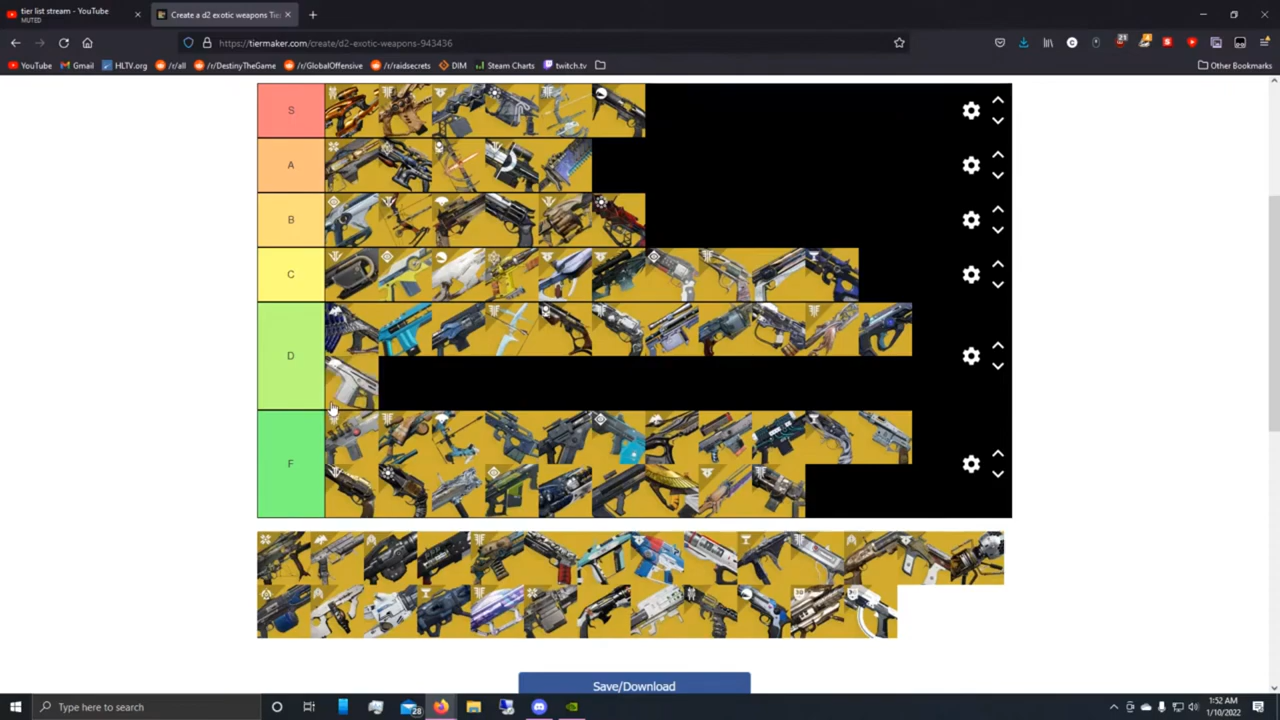 tier list stream - YouTube
MUTED
Create a d2 exotic weapons Tie
https://tiermaker.com/create/d2-exotic-weapons-943436
YouTube Gmail HLTV.org /r/all /r/DestinyTheGame /r/GlobalOffensive /r/raidsecrets DIM Steam Charts twitch.tv Other Bookmarks
S
A
B
C
D
F
Save/Download
Type here to search
28
1:52 AM
1/10/2022